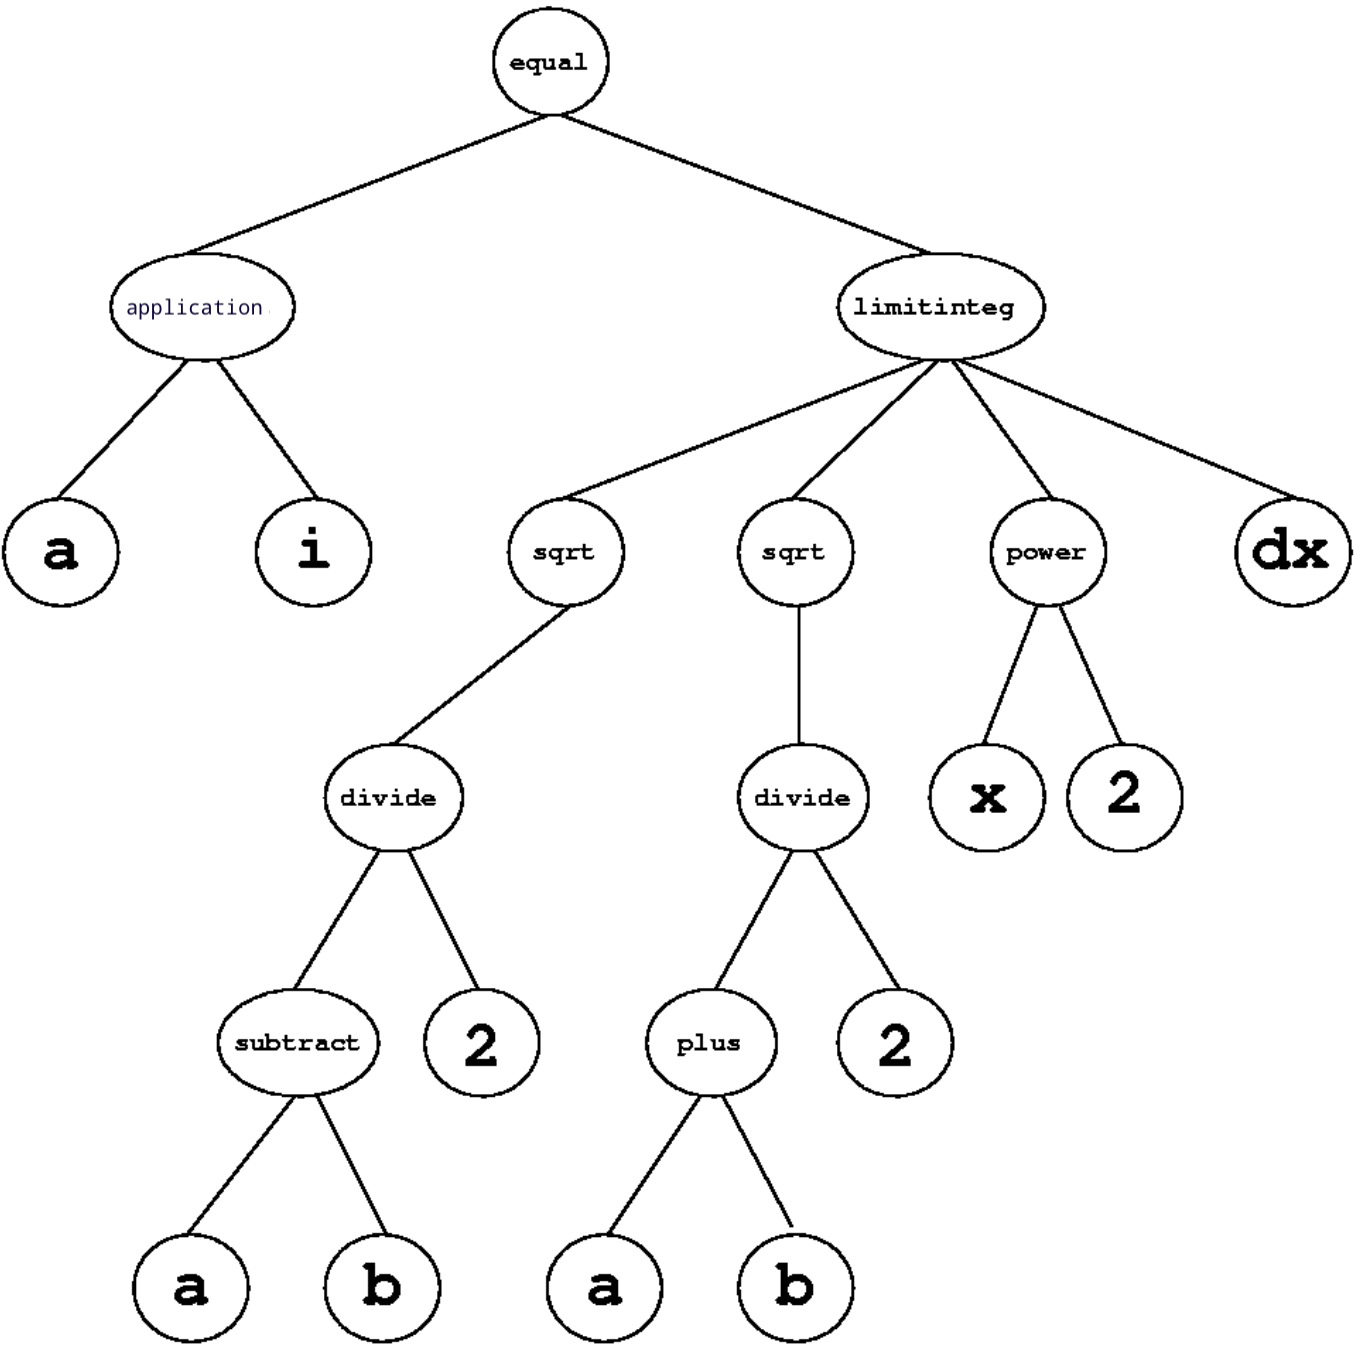 equal
application
limitinteg
a
i
sqrt
sqrt
power
dx
divide
divide
x
2
subtract
2
plus
2
a
b
a
b